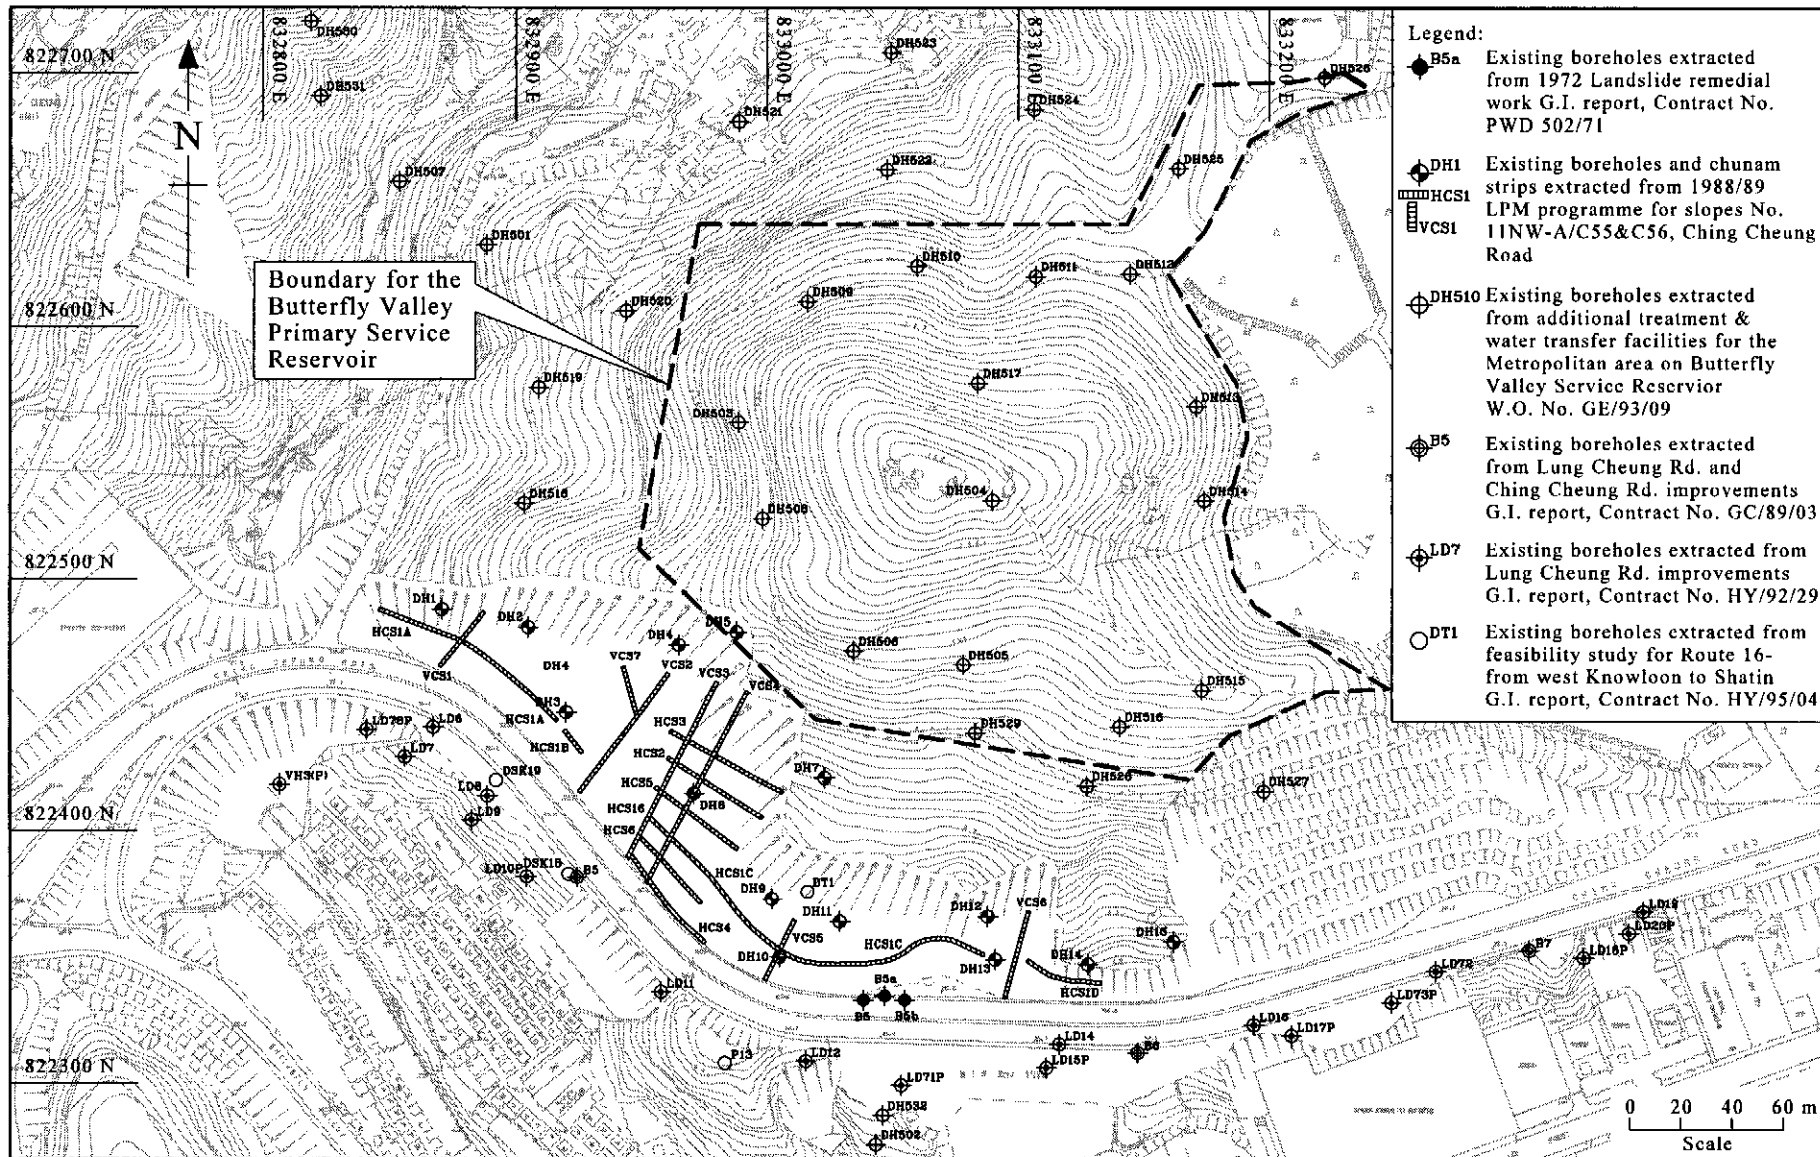 832800 E
832900 E
833000 E
833100 E
833200 E
822700 N
822600 N
822500 N
822400 N
822300 N
N
Boundary for the
Butterfly Valley
Primary Service
Reservoir
DH531
DH507
DH501
DH520
DH519
DH521
DH522
DH523
DH524
DH525
DH509
DH510
DH511
DH512
DH517
DH513
DH503
DH504
DH514
DH508
DH506
DH505
DH515
DH516
DH529
DH526
DH527
DH1
DH2
DH4
DH5
DH4
DH3
HCS1A
VCS1
HCS1A
HCS1B
VCS7
VCS2
VCS3
VCS4
HCS3
HCS2
HCS5
HCS16
HCS6
DH7
DH8
HCS1C
HCS4
DH9
DT1
DH11
VCS5
DH10
HCS1C
DH12
VCS6
DH13
DH14
HCS1D
LD6
LD7
VH3(P)
DSK19
LD8
LD9
LD10P
B5
LD11
B5a
B5b
P13
LD12
LD71P
DH532
DH502
LD14
LD15P
LD16
LD17P
LD73P
LD72
B7
LD20P
Legend:
B5a Existing boreholes extracted
from 1972 Landslide remedial
work G.I. report, Contract No.
PWD 502/71
DH1 Existing boreholes and chunam
HCS1 strips extracted from 1988/89
LPM programme for slopes No.
VCS1 11NW-A/C55&C56, Ching Cheung
Road
DH510 Existing boreholes extracted
from additional treatment &
water transfer facilities for the
Metropolitan area on Butterfly
Valley Service Reservior
W.O. No. GE/93/09
B5 Existing boreholes extracted
from Lung Cheung Rd. and
Ching Cheung Rd. improvements
G.I. report, Contract No. GC/89/03
LD7 Existing boreholes extracted from
Lung Cheung Rd. improvements
G.I. report, Contract No. HY/92/29
DT1 Existing boreholes extracted from
feasibility study for Route 16-
from west Knowloon to Shatin
G.I. report, Contract No. HY/95/04
0 20 40 60 m
Scale